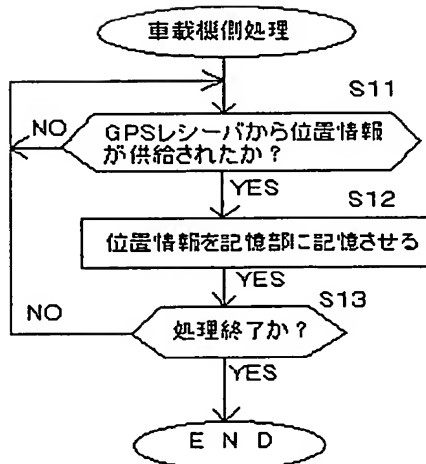 車載機側処理
S11
NO
GPSレシーバから位置情報
が供給されたか?
YES
S12
位置情報を記憶部に記憶させる
YES
S13
NO
処理終了か?
YES
END